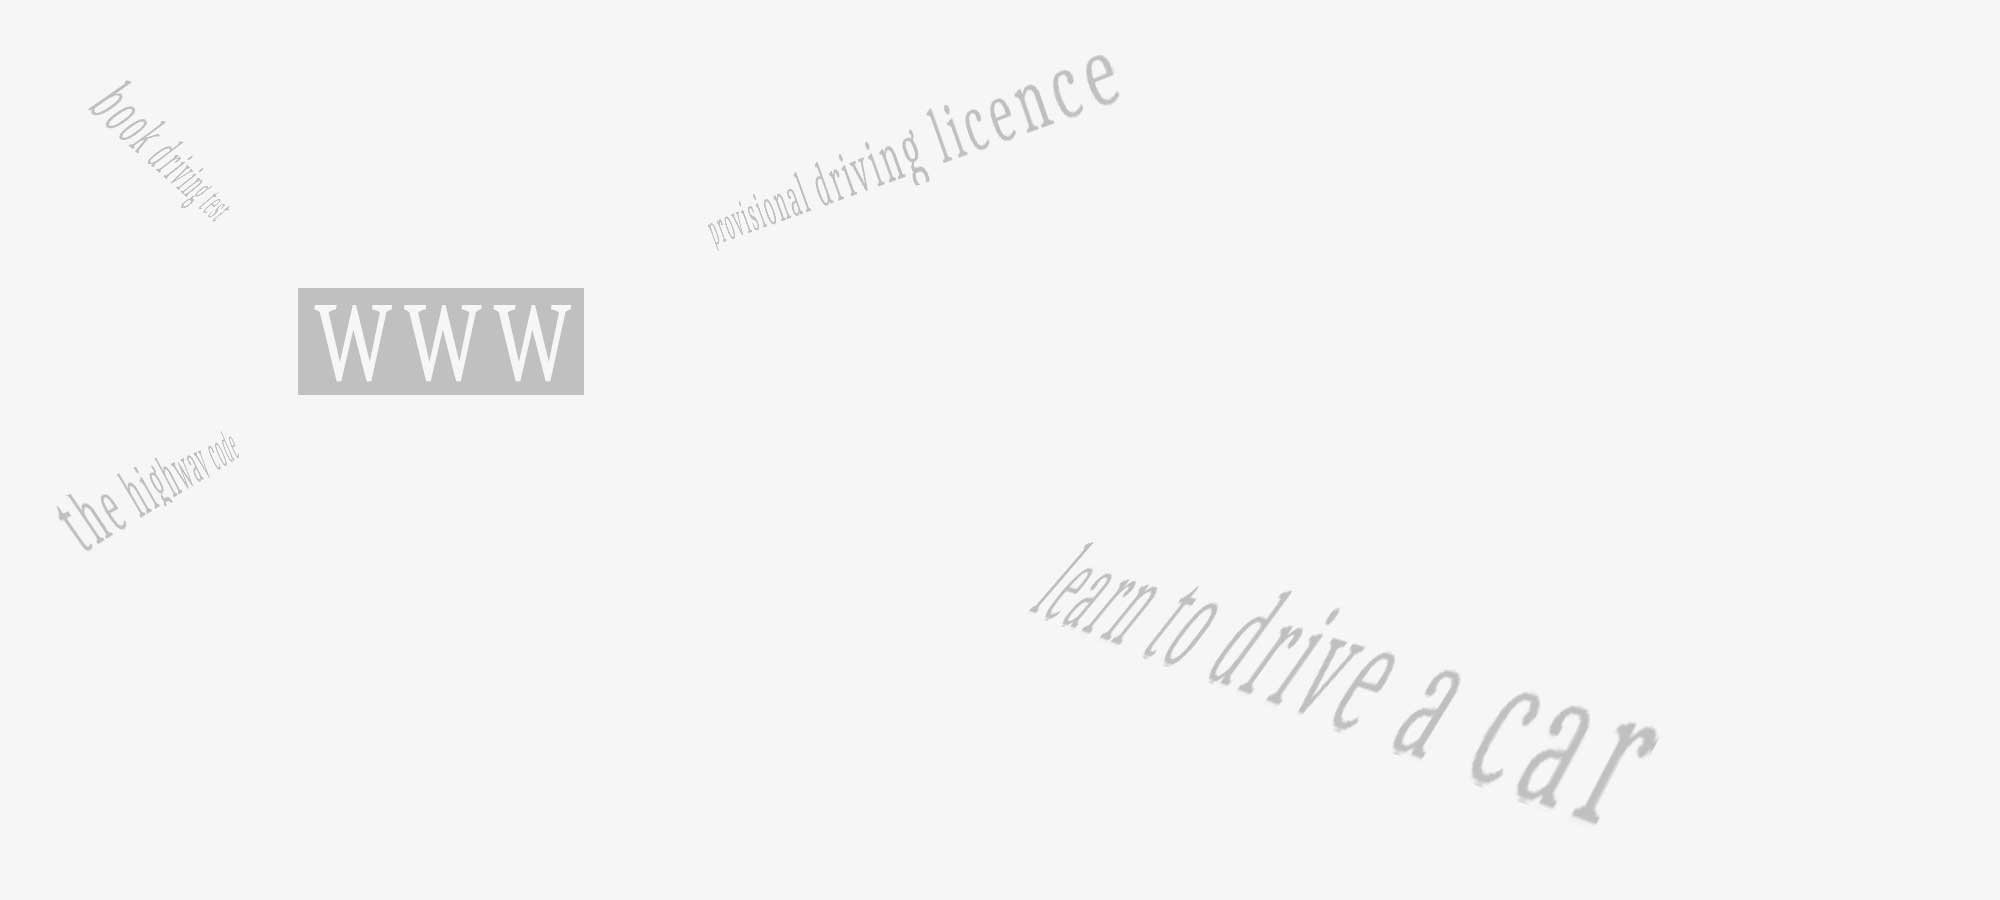 book driving test
provisional driving licence
www
the highway code
learn to drive a car